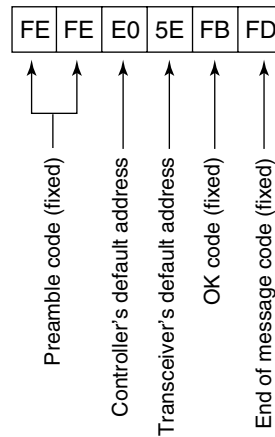 FE FE E0 5E FB FD
Preamble code (fixed)
Controller's default address
Transceiver's default address
OK code (fixed)
End of message code (fixed)